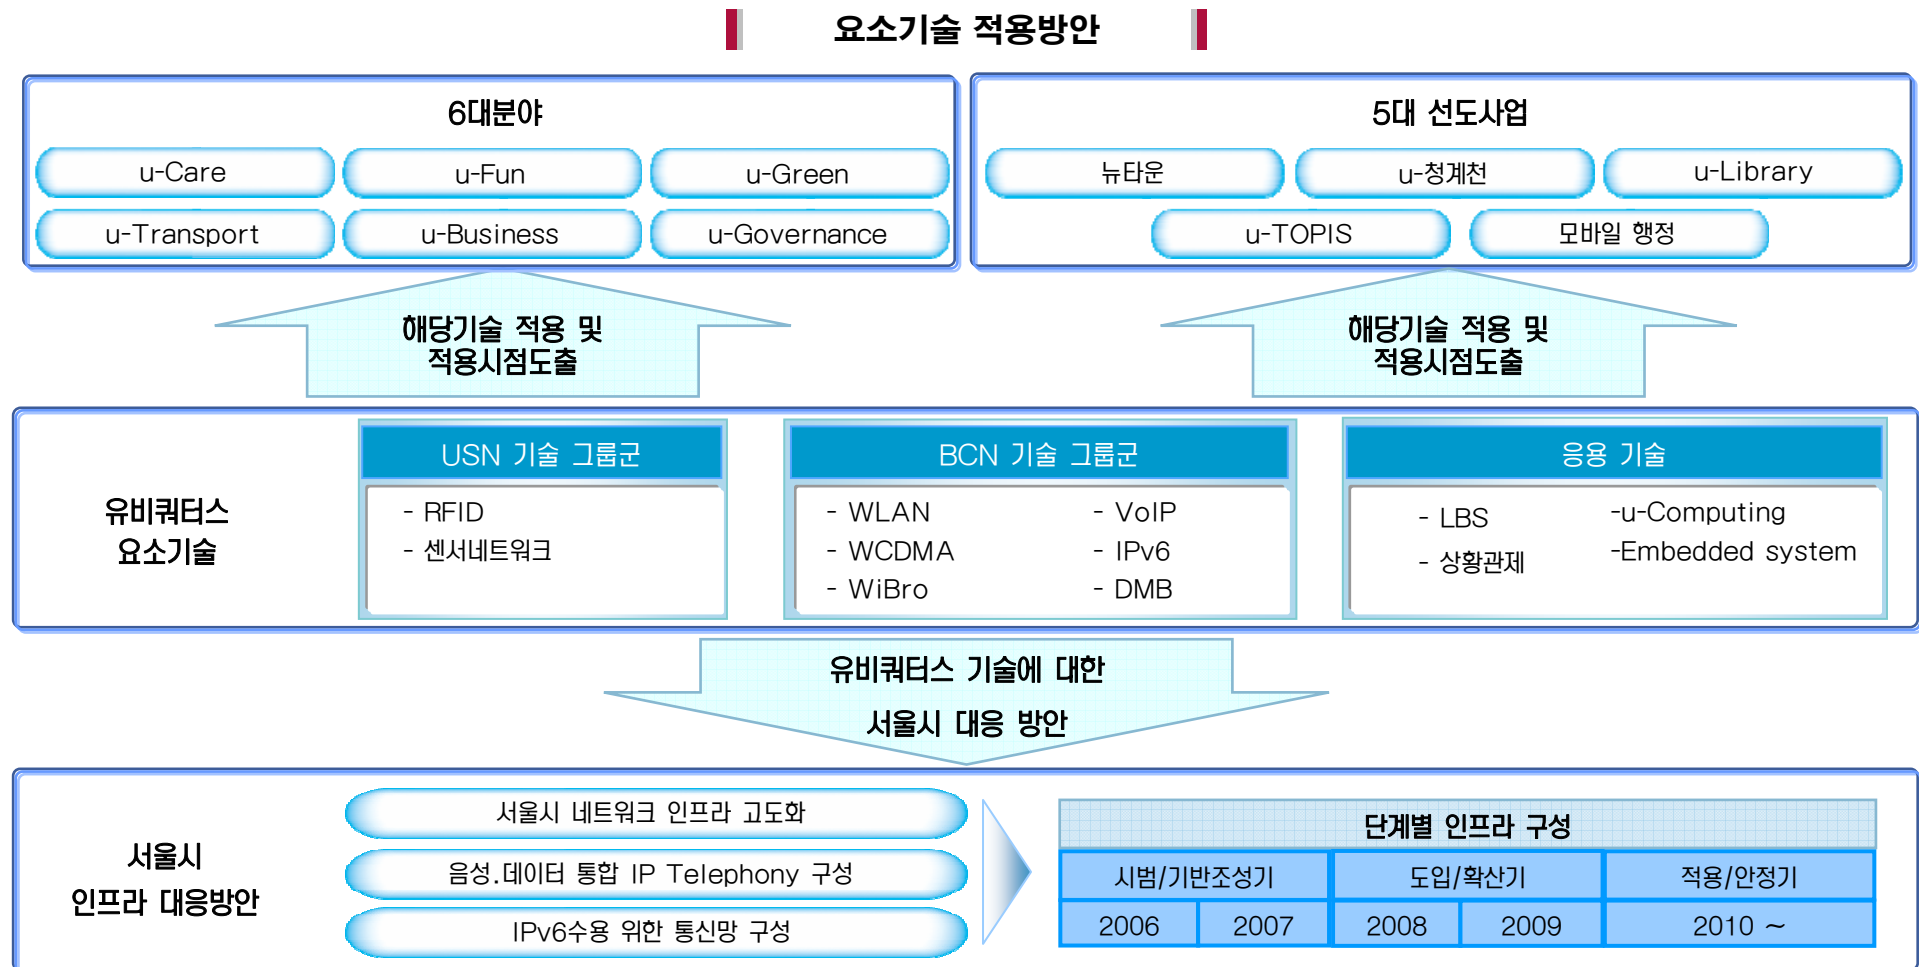 요소기술 적용방안
6대분야
u-Care
u-Fun
u-Green
u-Transport
u-Business
u-Governance
5대 선도사업
뉴타운
u-청계천
u-Library
u-TOPIS
모바일 행정
해당기술 적용 및
적용시점도출
해당기술 적용 및
적용시점도출
유비쿼터스
요소기술
USN 기술 그룹군
- RFID
- 센서네트워크
BCN 기술 그룹군
- WLAN
- WCDMA
- WiBro
- VoIP
- IPv6
- DMB
응용 기술
- LBS
- 상황관제
-u-Computing
-Embedded system
유비쿼터스 기술에 대한
서울시 대응 방안
서울시
인프라 대응방안
서울시 네트워크 인프라 고도화
음성.데이터 통합 IP Telephony 구성
IPv6수용 위한 통신망 구성
단계별 인프라 구성
시범/기반조성기
도입/확산기
적용/안정기
2006
2007
2008
2009
2010 ~